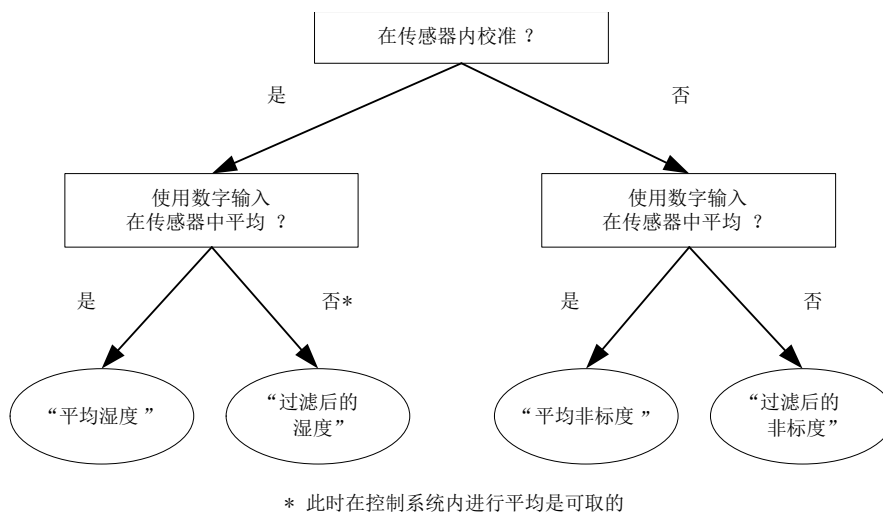 在传感器内校准 ？
是
否
使用数字输入
在传感器中平均 ？
使用数字输入
在传感器中平均 ？
是
否*
是
否
“平均湿度 ”
“过滤后的
湿度”
“平均非标度 ”
“过滤后的
非标度”
* 此时在控制系统内进行平均是可取的